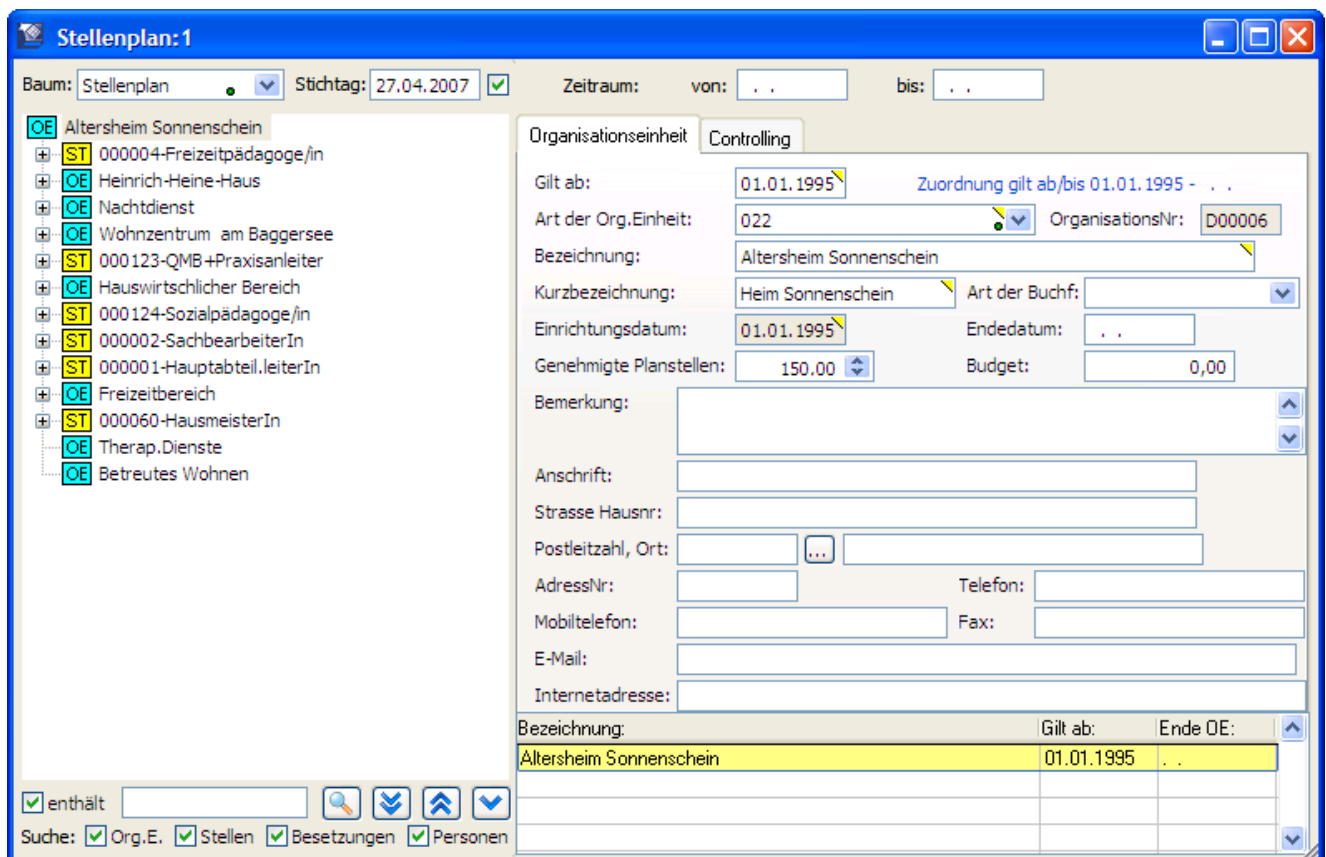 Stellenplan:1
Baum: Stellenplan Stichtag: 27.04.2007 Zeitraum: von: . . bis: . .
OE Altersheim Sonnenschein
ST 000004-Freizeitpädagoge/in
OE Heinrich-Heine-Haus
OE Nachtdienst
OE Wohnzentrum am Baggersee
ST 000123-QMB+Praxisanleiter
OE Hauswirtschlicher Bereich
ST 000124-Sozialpädagoge/in
ST 000002-SachbearbeiterIn
ST 000001-Hauptabteil.leiterIn
OE Freizeitbereich
ST 000060-HausmeisterIn
OE Therap.Dienste
OE Betreutes Wohnen
enthält
Suche: Org.E. Stellen Besetzungen Personen
Organisationseinheit Controlling
Gilt ab: 01.01.1995 Zuordnung gilt ab/bis 01.01.1995 - . .
Art der Org.Einheit: 022 OrganisationsNr: D00006
Bezeichnung: Altersheim Sonnenschein
Kurzbezeichnung: Heim Sonnenschein Art der Buchf:
Einrichtungsdatum: 01.01.1995 Endedatum: . .
Genehmigte Planstellen: 150.00 Budget: 0,00
Bemerkung:
Anschrift:
Strasse Hausnr:
Postleitzahl, Ort: ...
AdressNr: Telefon:
Mobiltelefon: Fax:
E-Mail:
Internetadresse:
Bezeichnung: Gilt ab: Ende OE:
Altersheim Sonnenschein 01.01.1995 . .